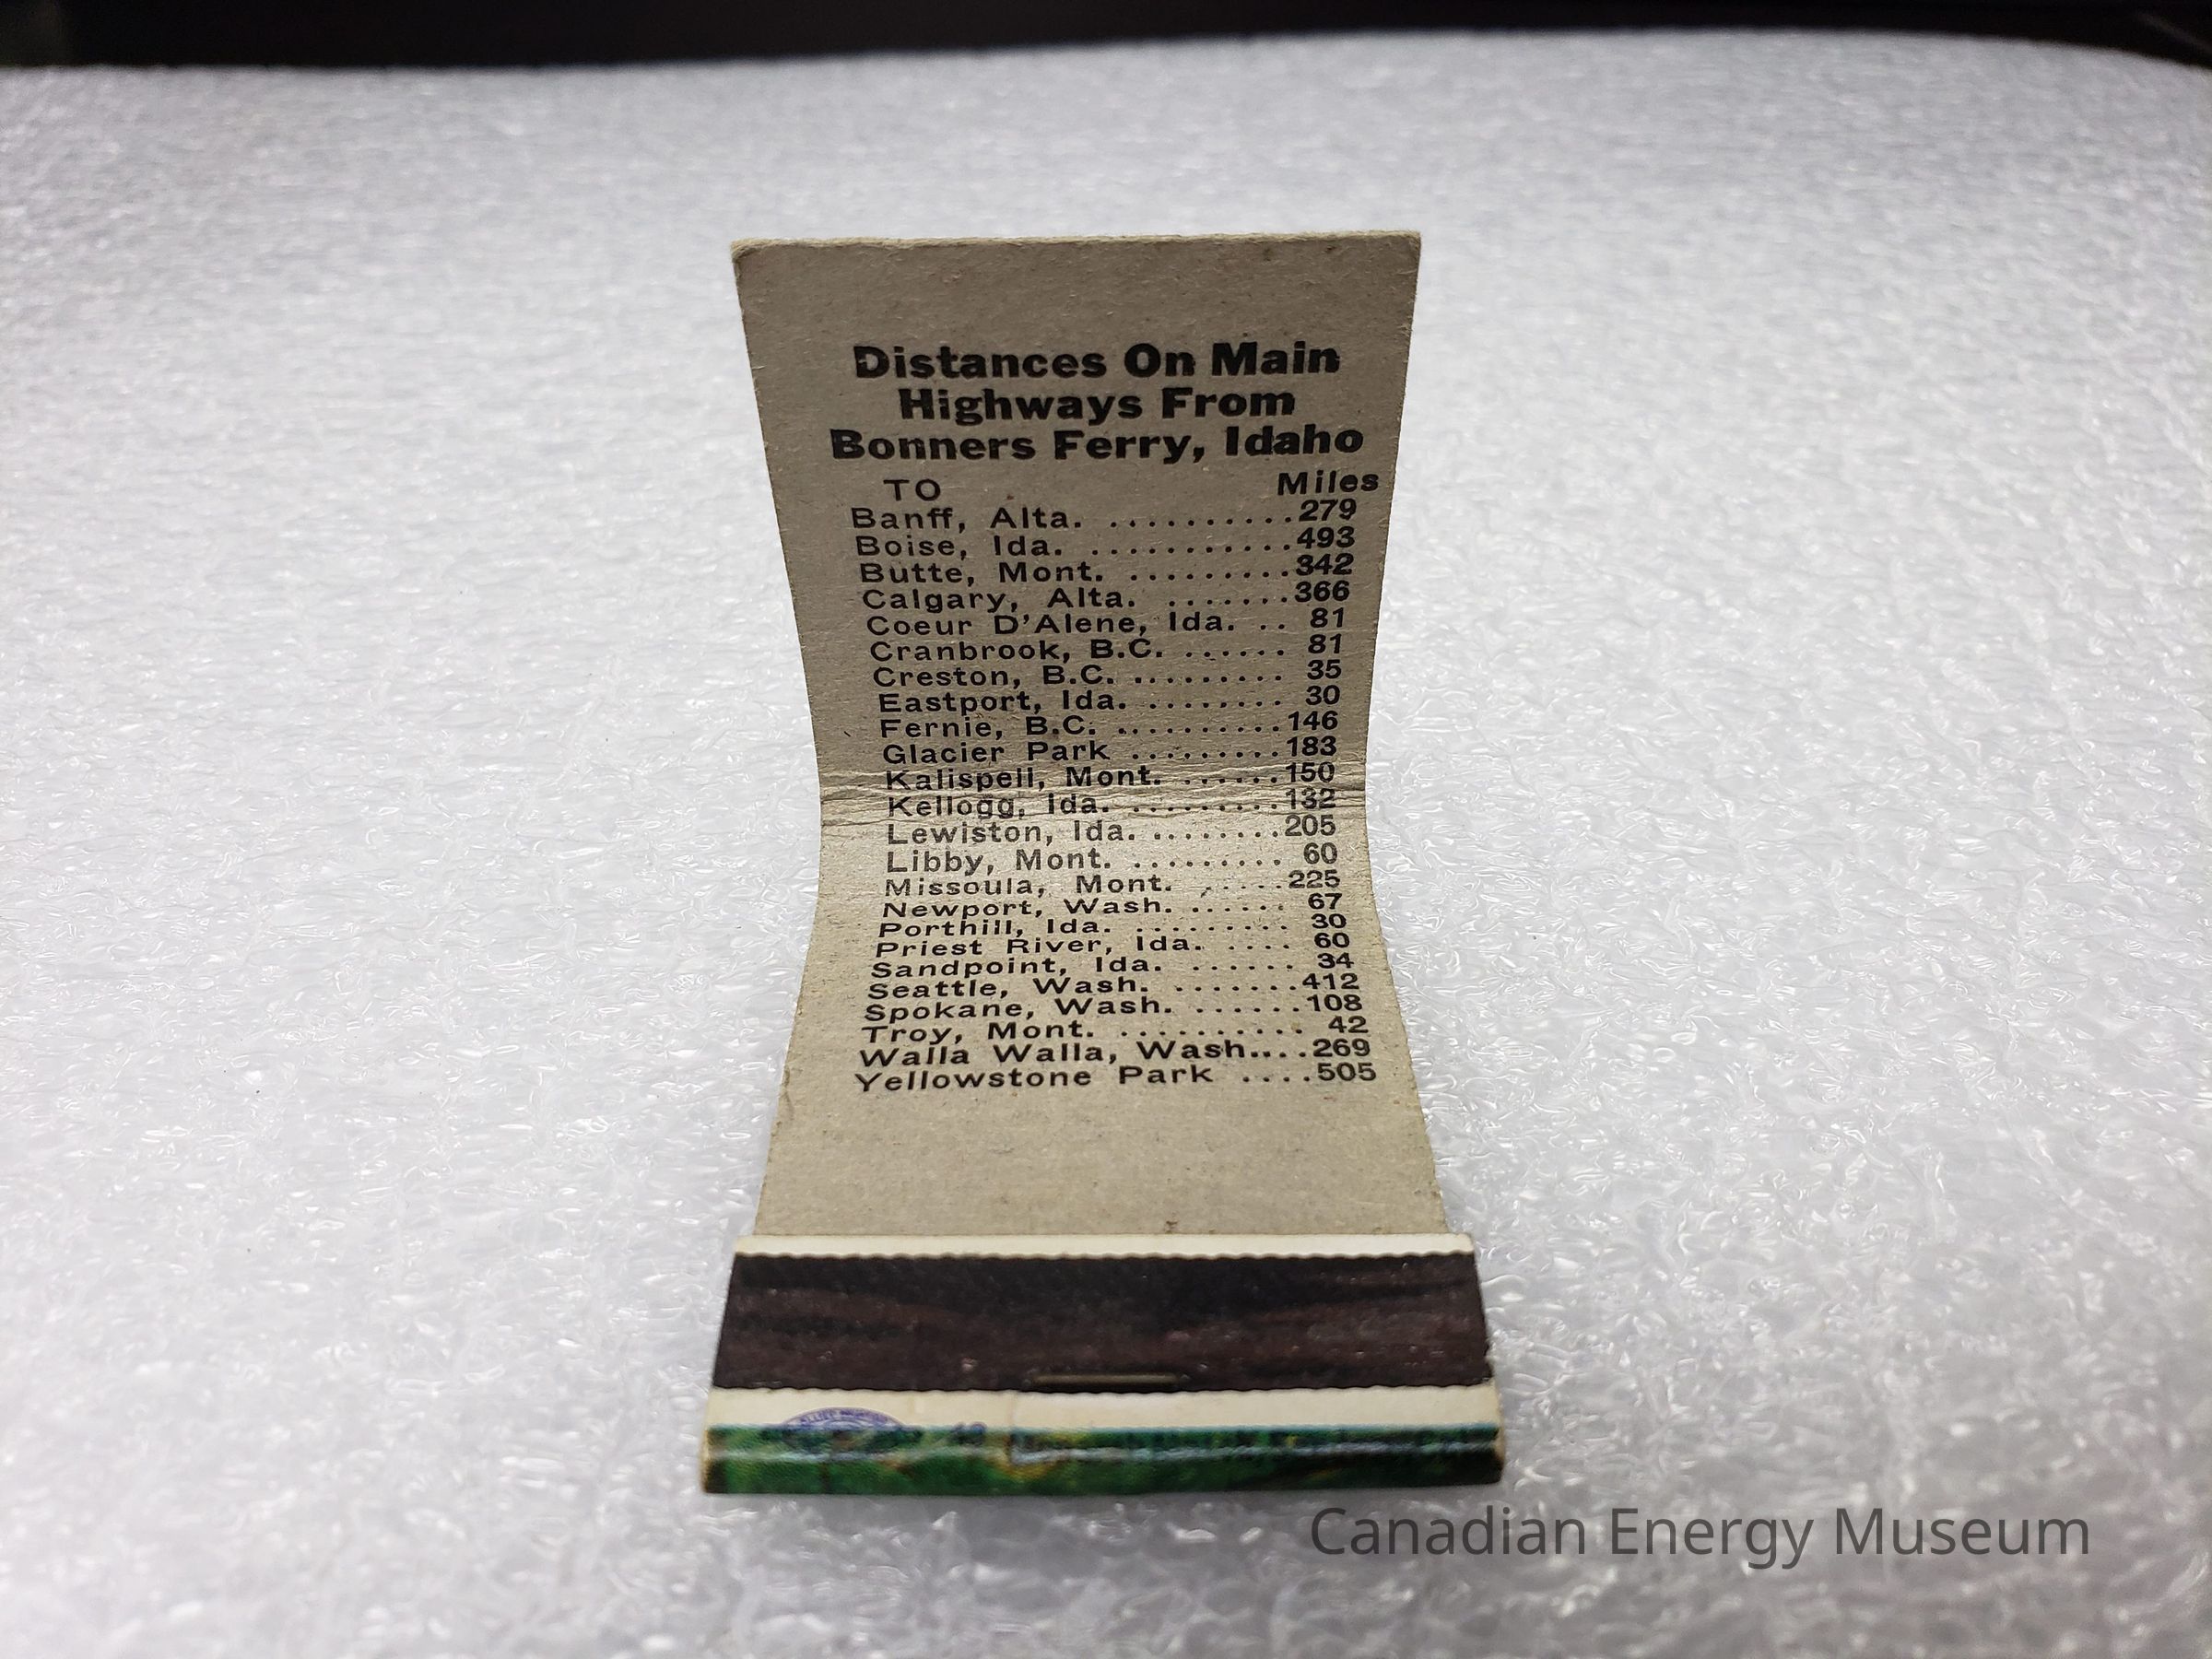 Distances On Main
Highways From
Bonners Ferry, Idaho
TO Miles
Banff, Alta. ..........279
Boise, Ida. ...........493
Butte, Mont. .........342
Calgary, Alta. .......366
Coeur D'Alene, Ida. .. 81
Cranbrook, B.C. ...... 81
Creston, B.C. ......... 35
Eastport, Ida. ........ 30
Fernie, B.C. ..........146
Glacier Park .........183
Kalispell, Mont. ......150
Kellogg, Ida. .........132
Lewiston, Ida. ........205
Libby, Mont. ......... 60
Missoula, Mont. ......225
Newport, Wash. ...... 67
Porthill, Ida. ......... 30
Priest River, Ida. .... 60
Sandpoint, Ida. ...... 34
Seattle, Wash. .......412
Spokane, Wash. ......108
Troy, Mont. .......... 42
Walla Walla, Wash....269
Yellowstone Park ....505
Canadian Energy Museum